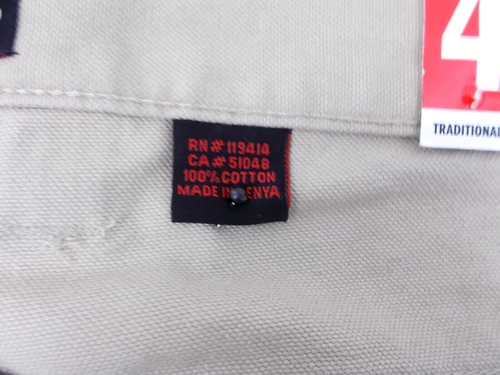 RN # 119414
CA # 51048
100% COTTON
MADE IN KENYA
4
TRADITIONAL